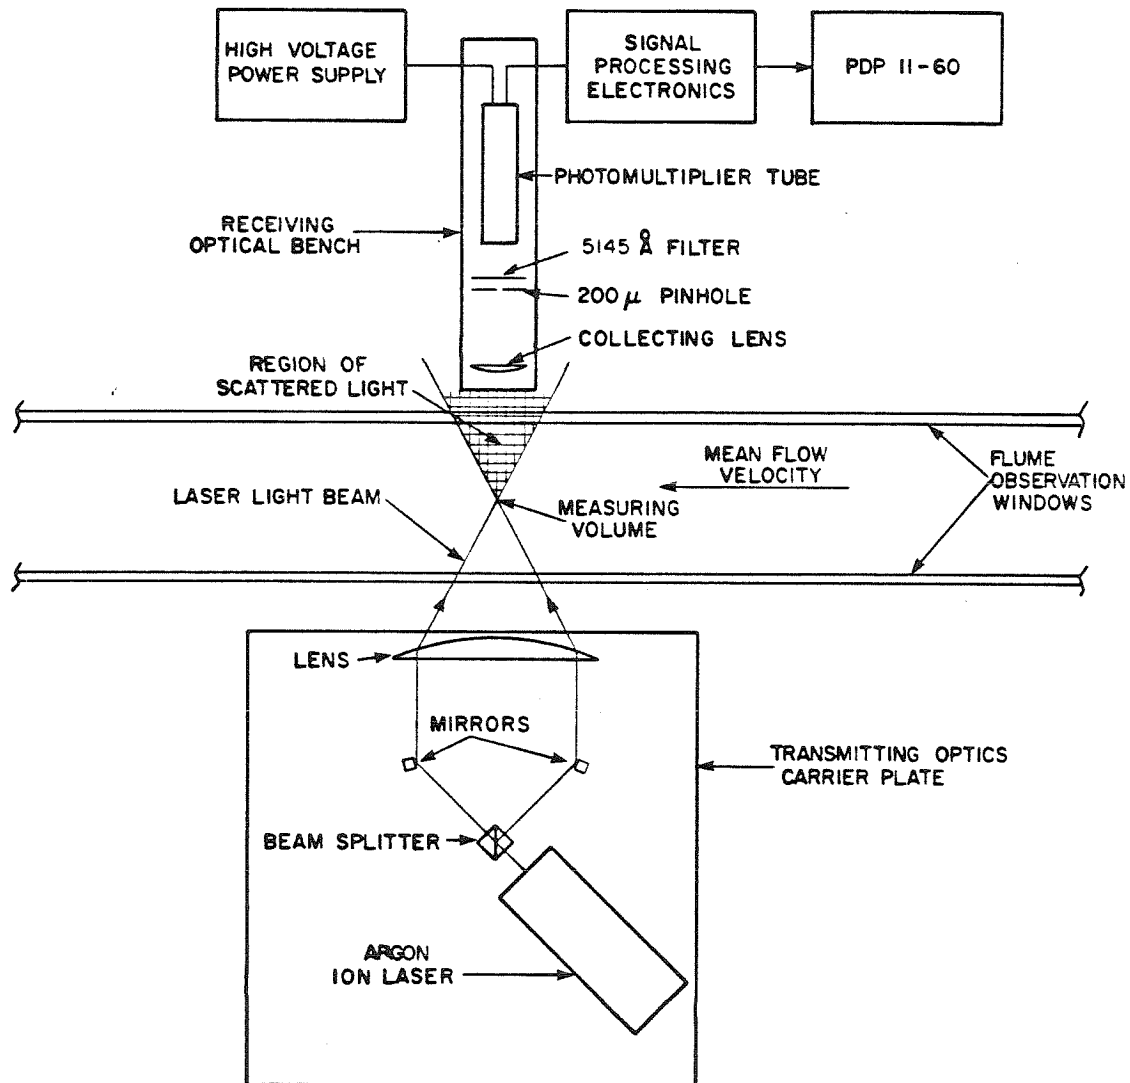 HIGH VOLTAGE
POWER SUPPLY
SIGNAL
PROCESSING
ELECTRONICS
PDP 11-60
PHOTOMULTIPLIER TUBE
RECEIVING
OPTICAL BENCH
5145 Å FILTER
200 μ PINHOLE
COLLECTING LENS
REGION OF
SCATTERED LIGHT
MEAN FLOW
VELOCITY
FLUME
OBSERVATION
WINDOWS
LASER LIGHT BEAM
MEASURING
VOLUME
LENS
MIRRORS
TRANSMITTING OPTICS
CARRIER PLATE
BEAM SPLITTER
ARGON
ION LASER